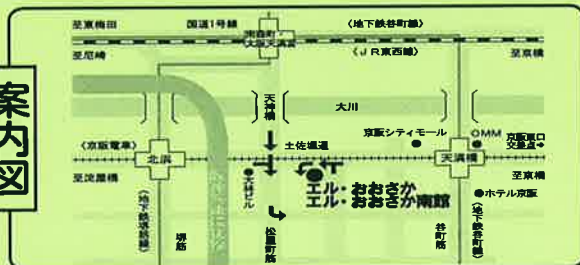 案内図
至東梅田
国道1号線
南森町・
大阪天満宮
〈地下鉄谷町線〉
至尼崎
〈JR東西線〉
至京橋
天神橋
大川
〈京阪電車〉
北浜
土佐堀通
京阪シティモール
OMM
京阪東口
交差点→
天満橋
至淀屋橋
至京橋
エル・おおさか
エル・おおさか南館
ホテル京阪
〈地下鉄堺筋線〉
堺筋
松屋町筋
谷町筋
〈地下鉄谷町線〉